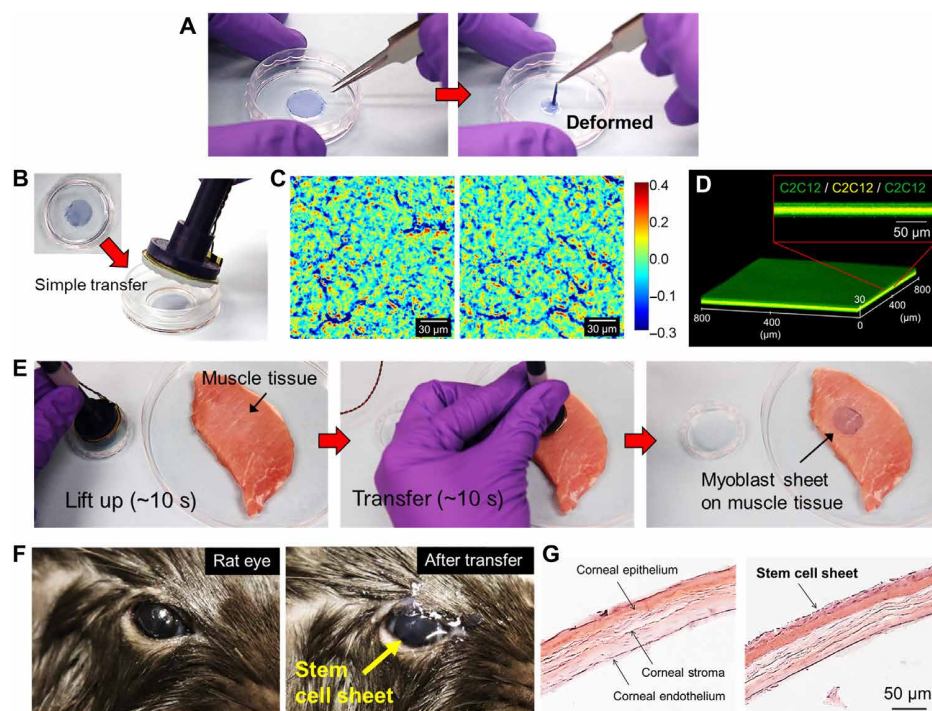 A
Deformed
B
Simple transfer
C
30 µm
30 µm
0.4
0.2
0
–0.2
–0.3
D
C2C12 / C2C12 / C2C12
50 µm
30
800
400
0
800
400
(µm)
(µm)
E
Muscle tissue
Lift up (~10 s)
Transfer (~10 s)
Myoblast sheet
on muscle tissue
F
Rat eye
After transfer
Stem
cell sheet
G
Corneal epithelium
Corneal stroma
Corneal endothelium
Stem cell sheet
50 µm